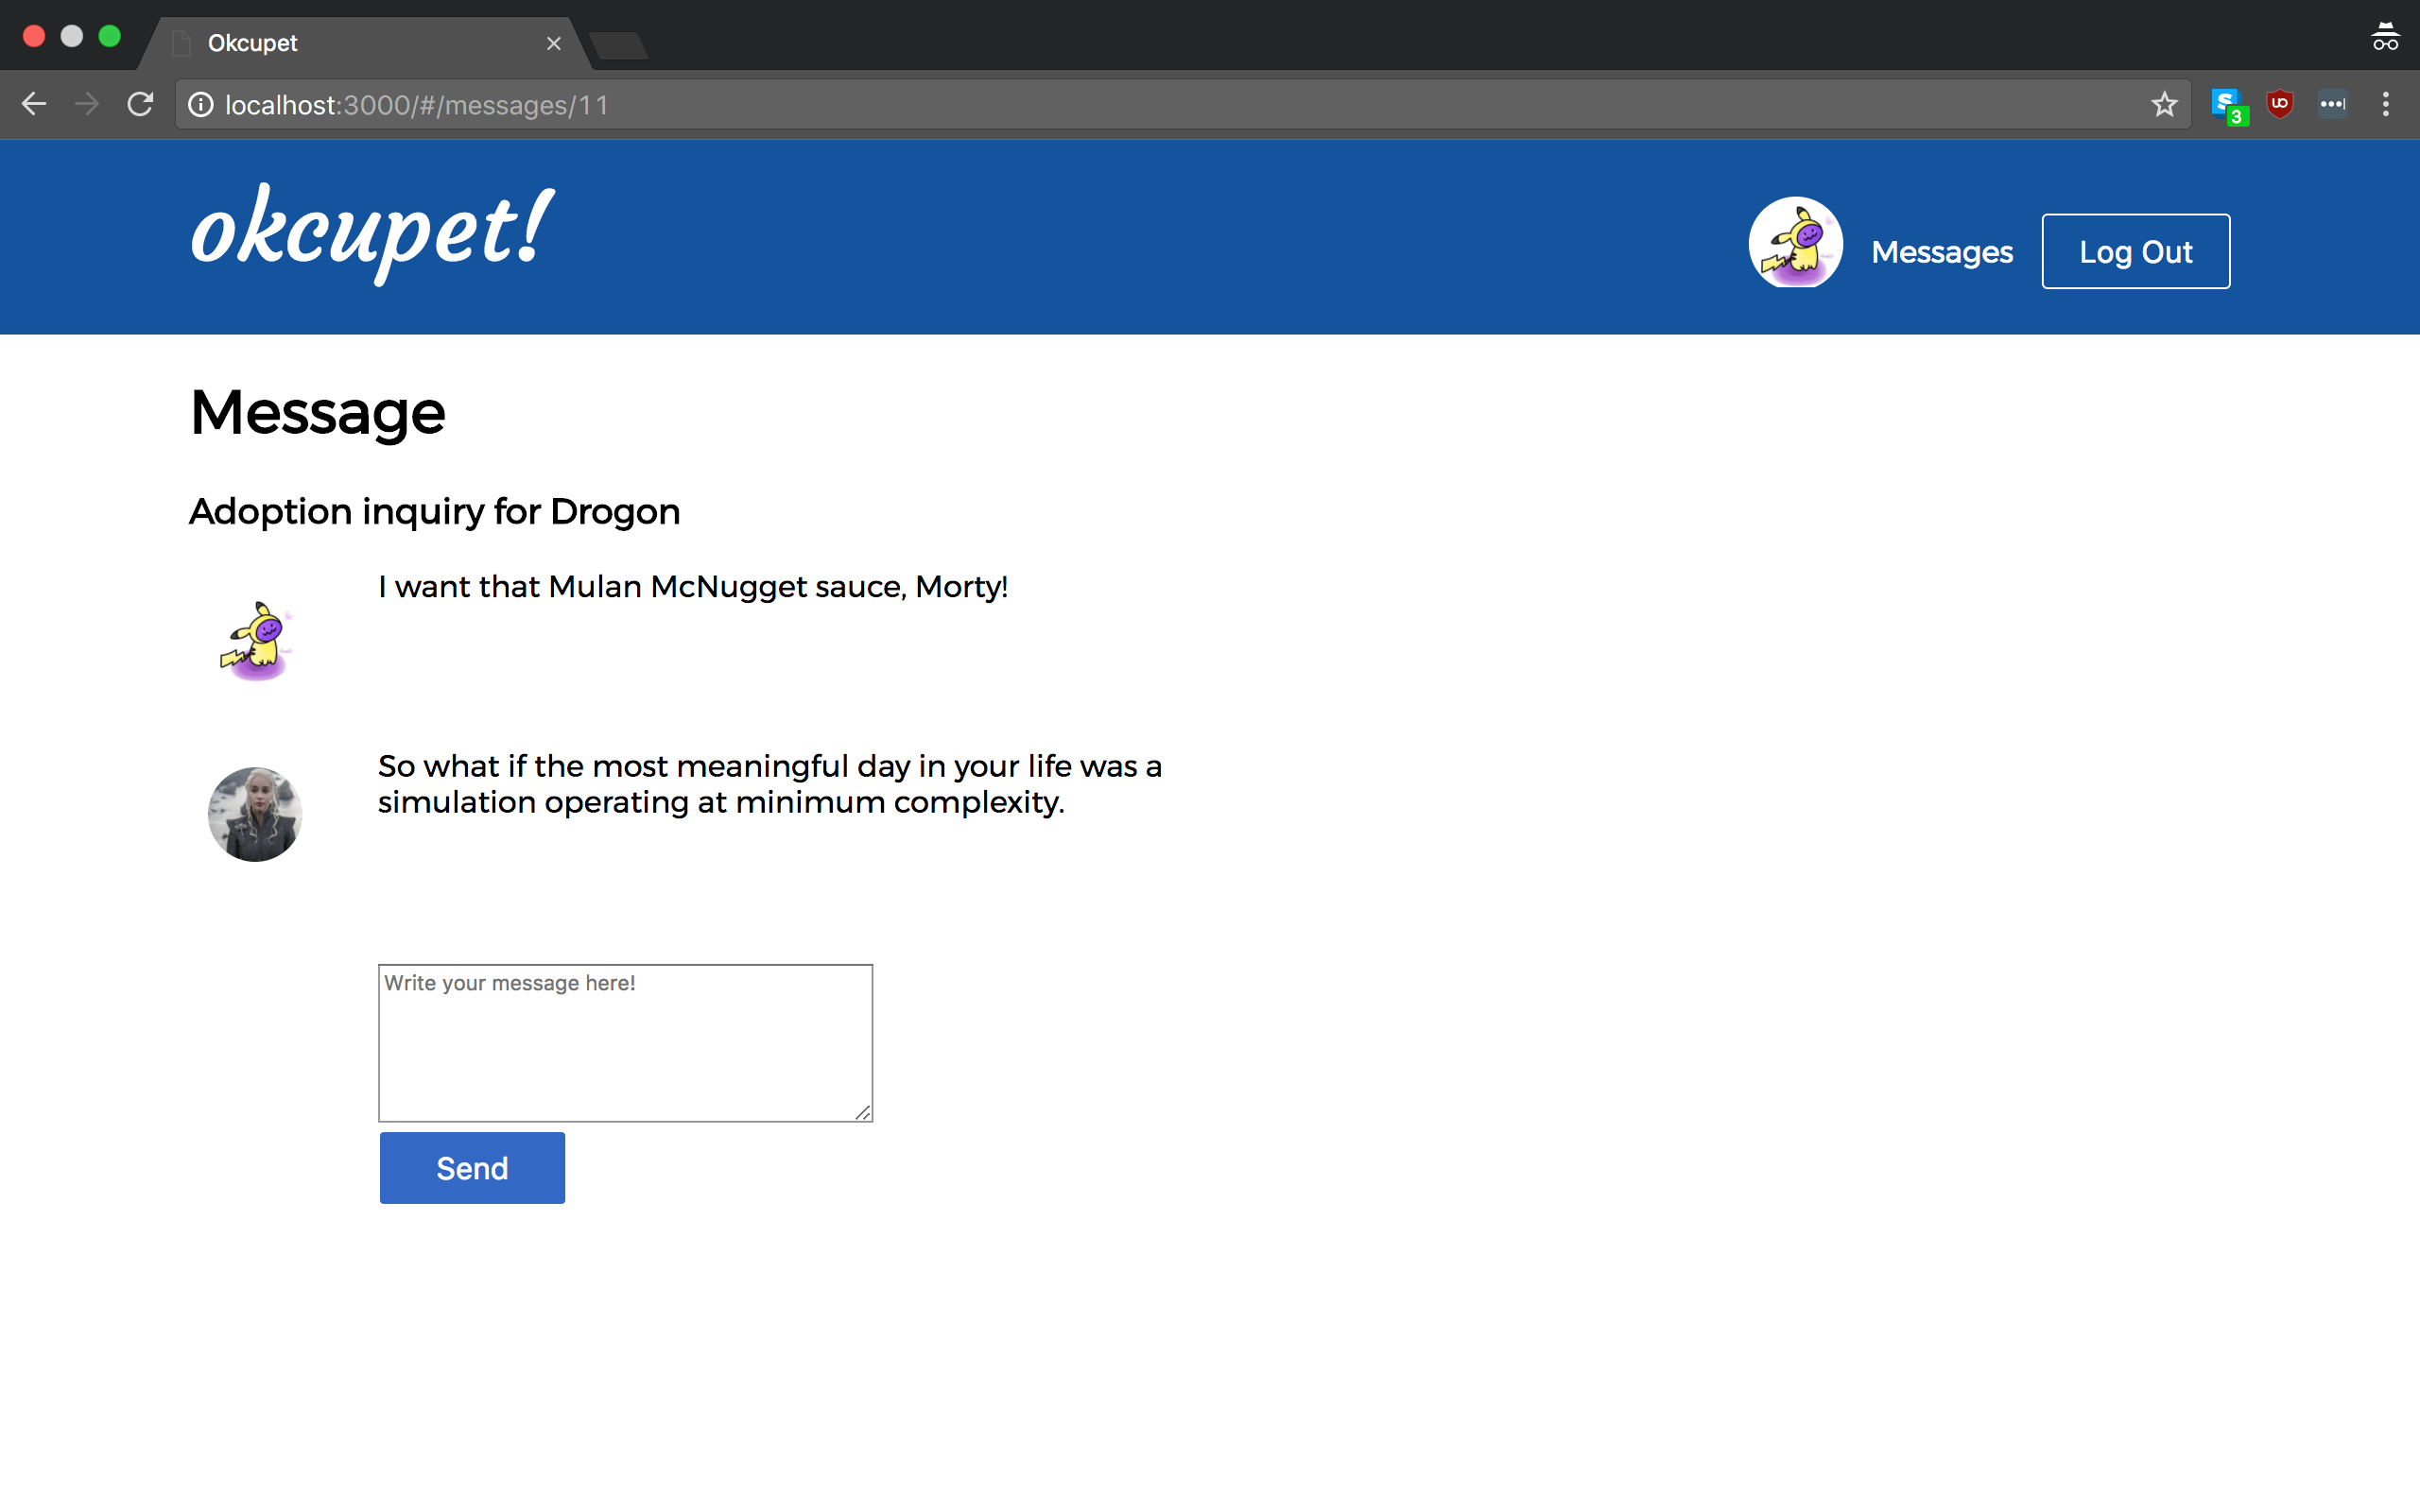 Okcupet
localhost:3000/#/messages/11
3
okcupet!
Messages
Log Out
Message
Adoption inquiry for Drogon
I want that Mulan McNugget sauce, Morty!
So what if the most meaningful day in your life was a
simulation operating at minimum complexity.
Write your message here!
Send